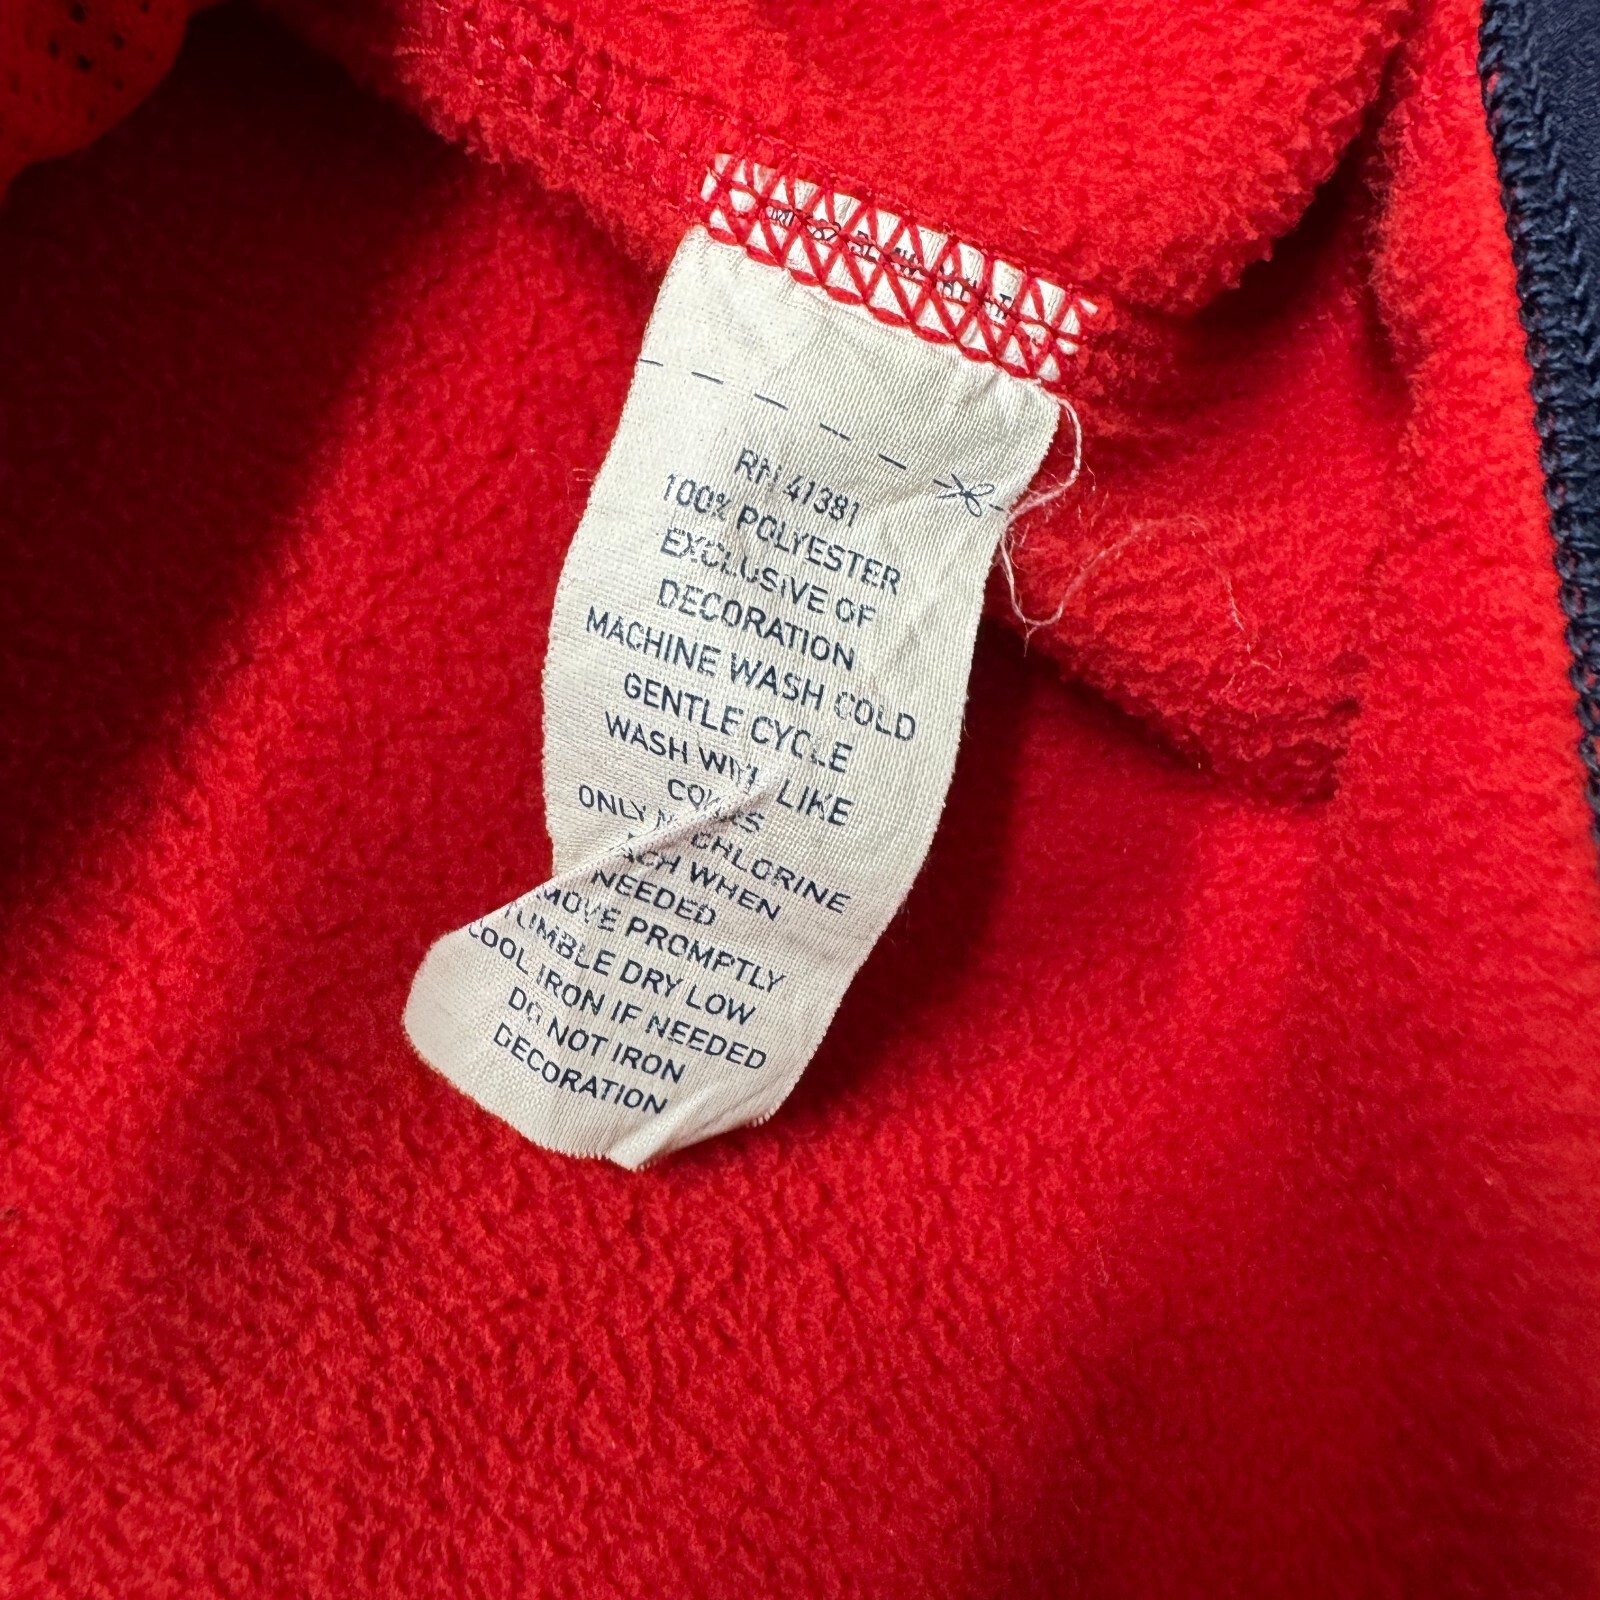 RN 41381
100% POLYESTER
EXCLUSIVE OF
DECORATION
MACHINE WASH COLD
GENTLE CYCLE
WASH WITH LIKE
ONLY CHLORINE
WHEN
NEEDED
PROMPTLY
TUMBLE DRY LOW
COOL IRON IF NEEDED
DO NOT IRON
DECORATION